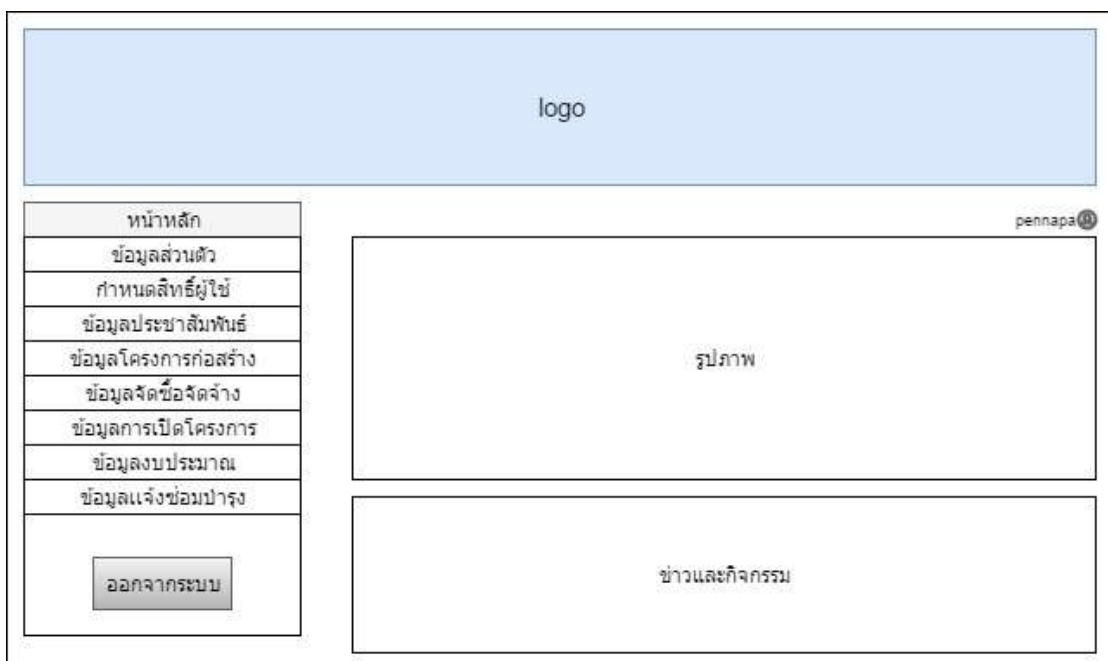 logo
หน้าหลัก
ข้อมูลส่วนตัว
กำหนดสิทธิ์ผู้ใช้
ข้อมูลประชาสัมพันธ์
ข้อมูลโครงการก่อสร้าง
ข้อมูลจัดซื้อจัดจ้าง
ข้อมูลการเปิดโครงการ
ข้อมูลงบประมาณ
ข้อมูลแจ้งซ่อมบำรุง
ออกจากระบบ
pennapa
รูปภาพ
ข่าวและกิจกรรม